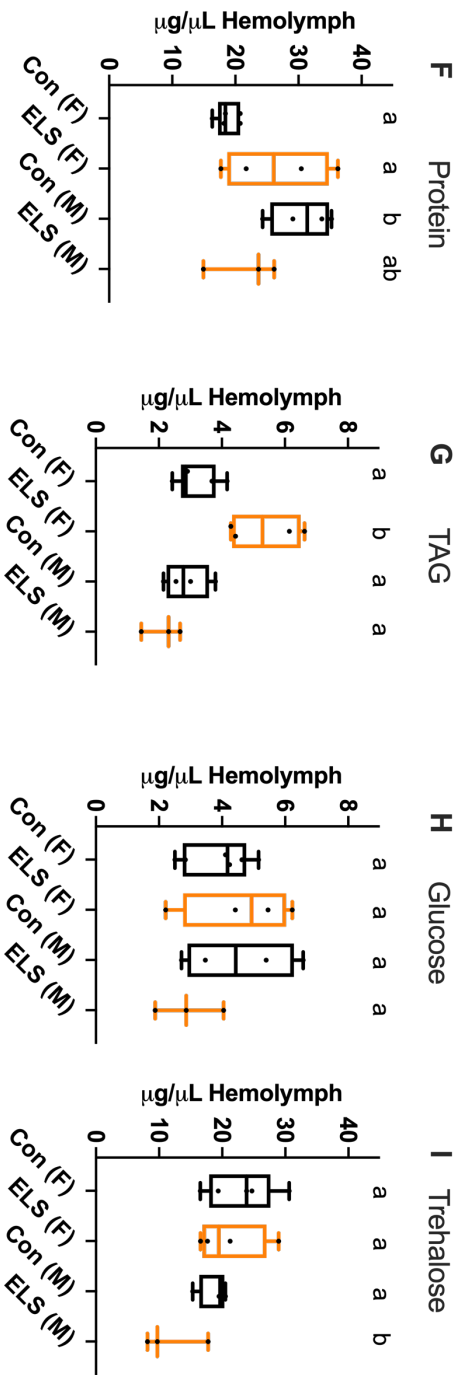 F Protein
μg/μL Hemolymph
40
30
20
10
0
a a b ab
Con (F)
ELS (F)
Con (M)
ELS (M)
G TAG
μg/μL Hemolymph
8
6
4
2
0
a b a a
Con (F)
ELS (F)
Con (M)
ELS (M)
H Glucose
μg/μL Hemolymph
8
6
4
2
0
a a a a
Con (F)
ELS (F)
Con (M)
ELS (M)
I Trehalose
μg/μL Hemolymph
40
30
20
10
0
a a a b
Con (F)
ELS (F)
Con (M)
ELS (M)